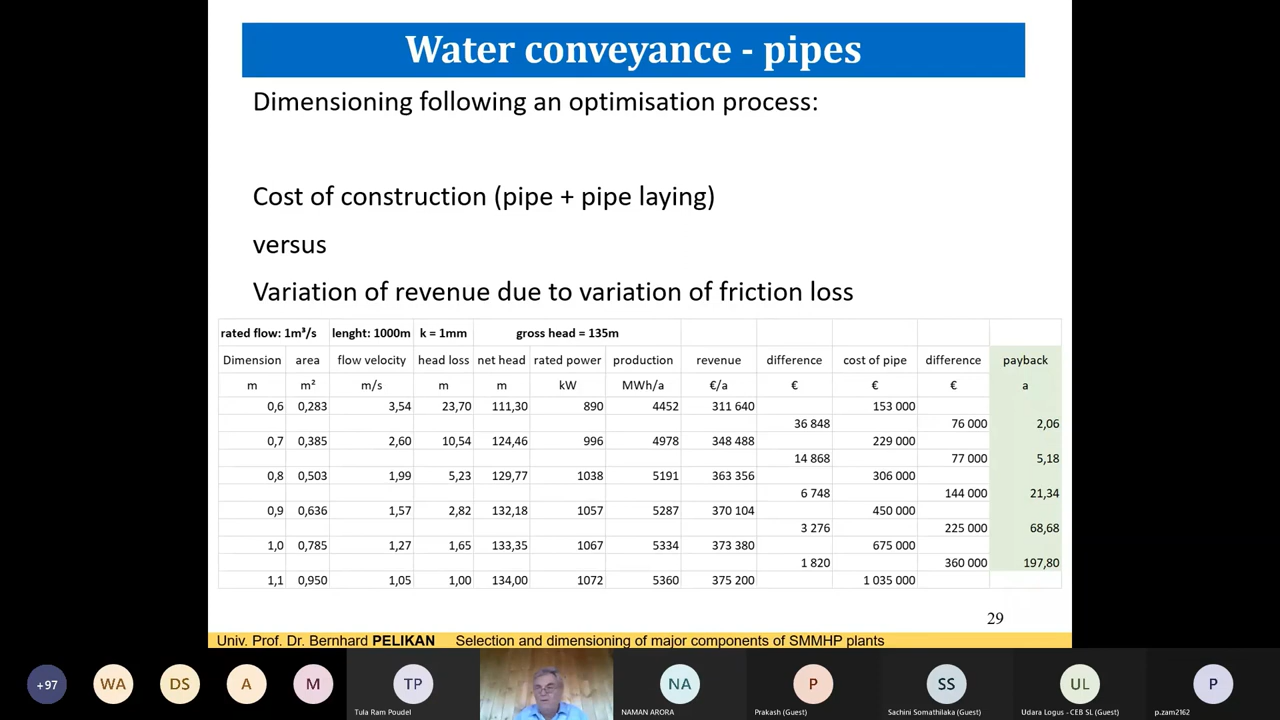 Water conveyance - pipes
Dimensioning following an optimisation process:
Cost of construction (pipe + pipe laying)
versus
Variation of revenue due to variation of friction loss
rated flow: 1m³/s lenght: 1000m k = 1mm gross head = 135m
Dimension area flow velocity head loss net head rated power production revenue difference cost of pipe difference payback
m m² m/s m m kW MWh/a €/a € € € a
0,6 0,283 3,54 23,70 111,30 890 4452 311 640 153 000
36 848 76 000 2,06
0,7 0,385 2,60 10,54 124,46 996 4978 348 488 229 000
14 868 77 000 5,18
0,8 0,503 1,99 5,23 129,77 1038 5191 363 356 306 000
6 748 144 000 21,34
0,9 0,636 1,57 2,82 132,18 1057 5287 370 104 450 000
3 276 225 000 68,68
1,0 0,785 1,27 1,65 133,35 1067 5334 373 380 675 000
1 820 360 000 197,80
1,1 0,950 1,05 1,00 134,00 1072 5360 375 200 1 035 000
29
Univ. Prof. Dr. Bernhard PELIKAN Selection and dimensioning of major components of SMMHP plants
+97 WA DS A M TP NA P SS UL P
Tula Ram Poudel NAMAN ARORA Prakash (Guest) Sachini Somathilaka (Guest) Udara Logus - CEB SL (Guest) p.zam2162